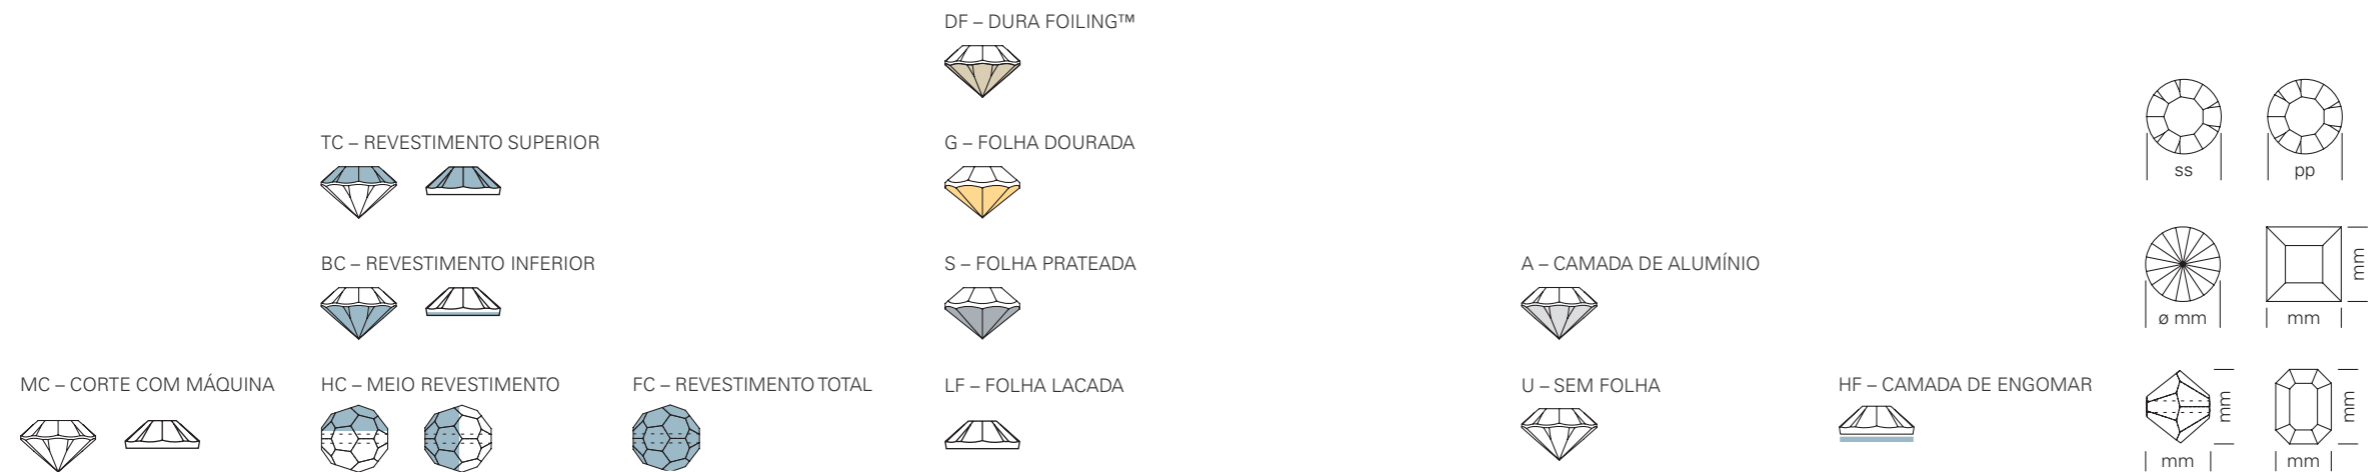 DF – DURA FOILING™
TC – REVESTIMENTO SUPERIOR
G – FOLHA DOURADA
ss
pp
BC – REVESTIMENTO INFERIOR
S – FOLHA PRATEADA
A – CAMADA DE ALUMÍNIO
mm
ø mm
mm
MC – CORTE COM MÁQUINA
HC – MEIO REVESTIMENTO
FC – REVESTIMENTO TOTAL
LF – FOLHA LACADA
U – SEM FOLHA
HF – CAMADA DE ENGOMAR
mm
mm
mm
mm